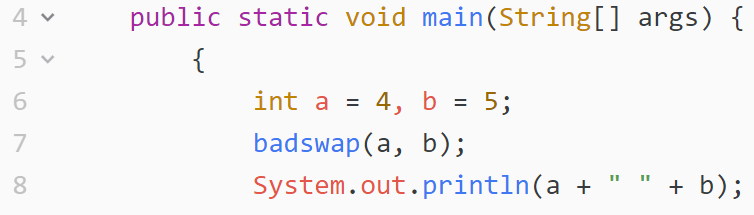 4 public static void main(String[] args) {
5 {
6 int a = 4, b = 5;
7 badswap(a, b);
8 System.out.println(a + " " + b);